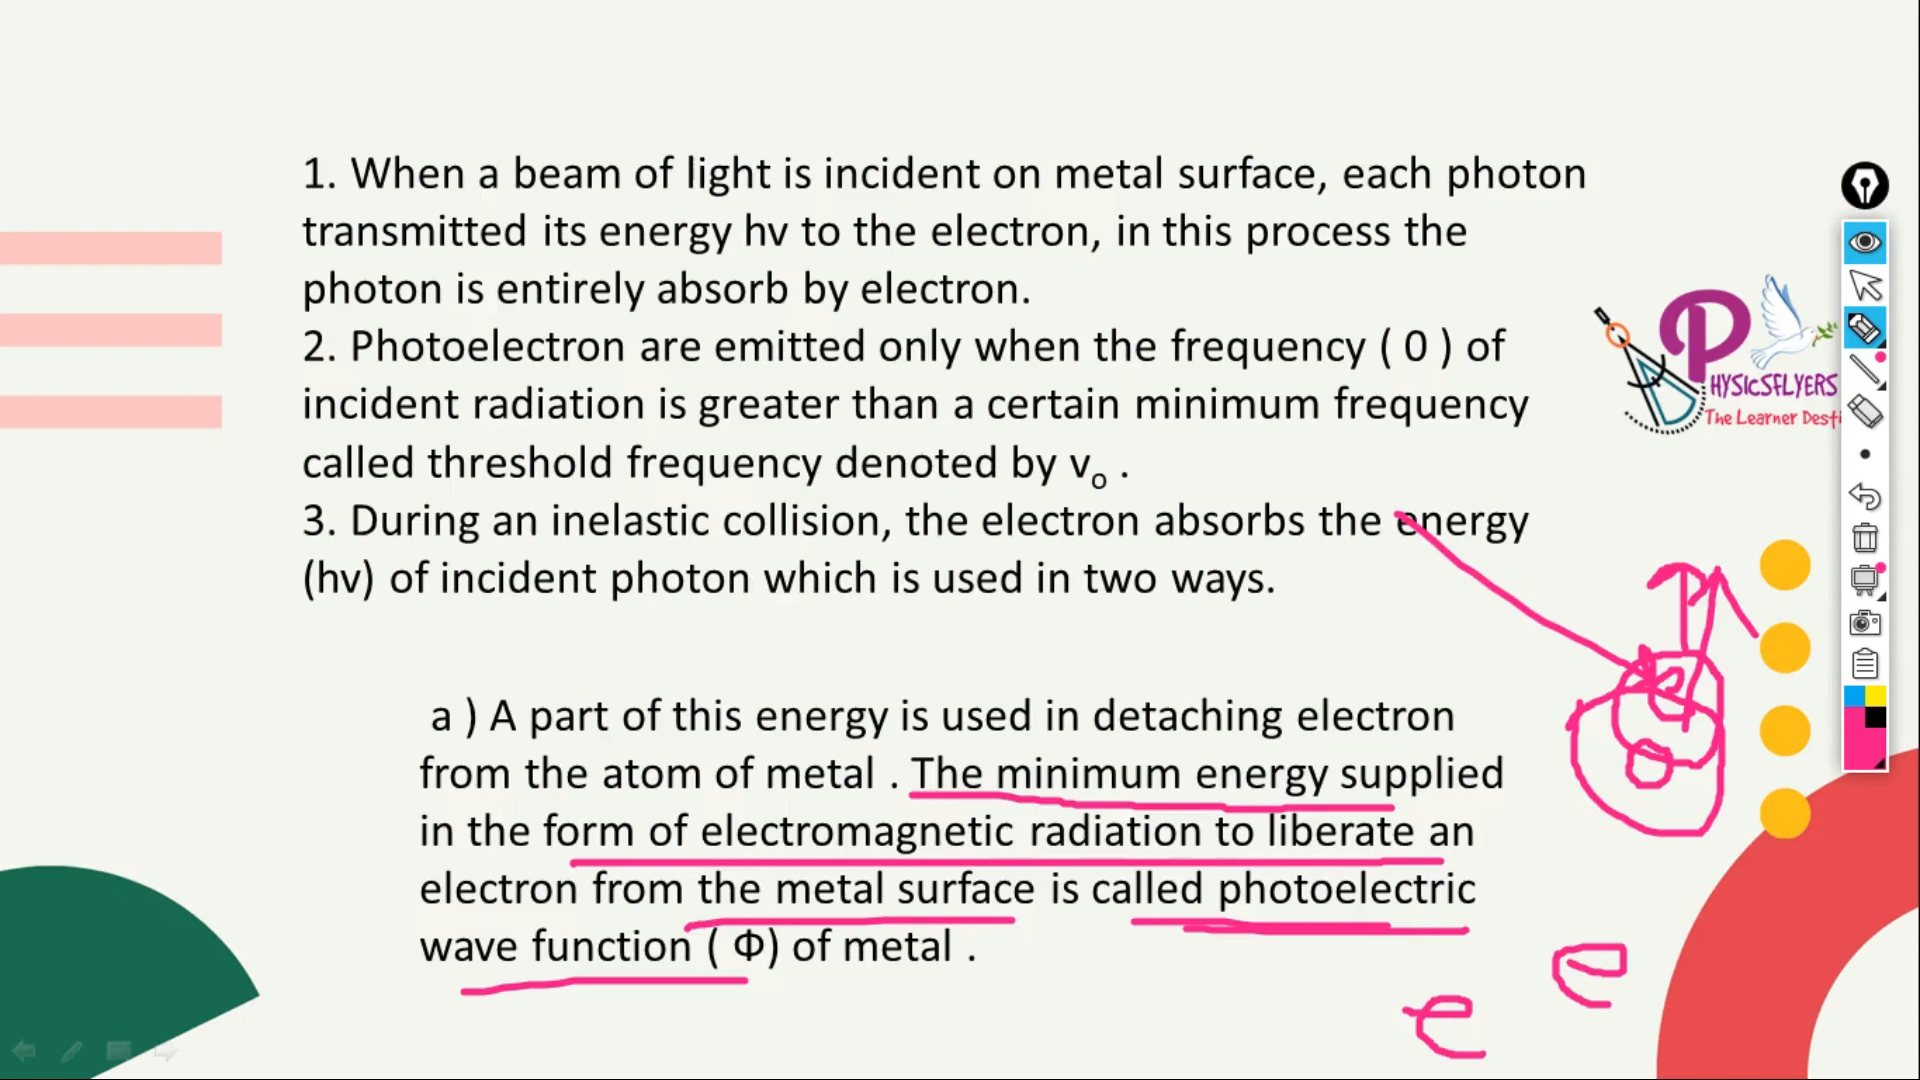 1. When a beam of light is incident on metal surface, each photon
transmitted its energy hv to the electron, in this process the
photon is entirely absorb by electron.
2. Photoelectron are emitted only when the frequency ( 0 ) of
incident radiation is greater than a certain minimum frequency
called threshold frequency denoted by vₒ .
3. During an inelastic collision, the electron absorbs the energy
(hv) of incident photon which is used in two ways.
a ) A part of this energy is used in detaching electron
from the atom of metal . The minimum energy supplied
in the form of electromagnetic radiation to liberate an
electron from the metal surface is called photoelectric
wave function ( Φ) of metal .
PHYSICSFLYERS
The Learner Desti
e
e